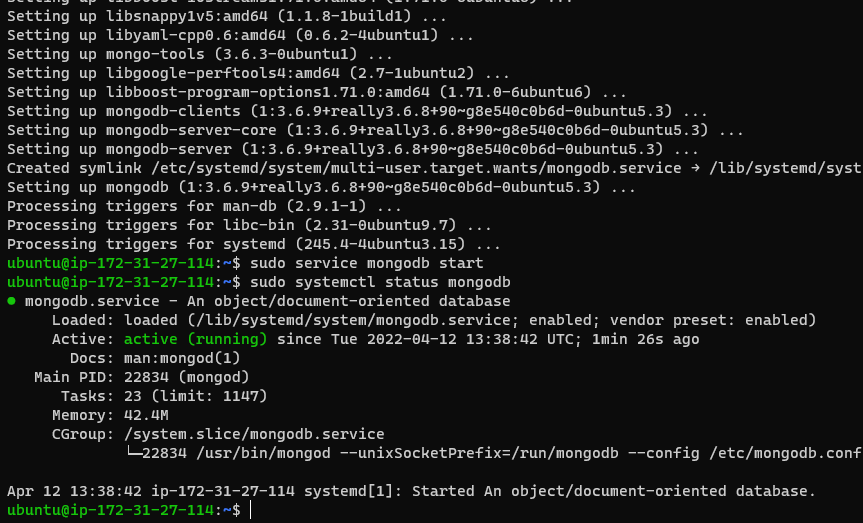 Setting up libsnappy1v5:amd64 (1.1.8-1build1) ...
Setting up libyaml-cpp0.6:amd64 (0.6.2-4ubuntu1) ...
Setting up mongo-tools (3.6.3-0ubuntu1) ...
Setting up libgoogle-perftools4:amd64 (2.7-1ubuntu2) ...
Setting up libboost-program-options1.71.0:amd64 (1.71.0-6ubuntu6) ...
Setting up mongodb-clients (1:3.6.9+really3.6.8+90~g8e540c0b6d-0ubuntu5.3) ...
Setting up mongodb-server-core (1:3.6.9+really3.6.8+90~g8e540c0b6d-0ubuntu5.3) ...
Setting up mongodb-server (1:3.6.9+really3.6.8+90~g8e540c0b6d-0ubuntu5.3) ...
Created symlink /etc/systemd/system/multi-user.target.wants/mongodb.service → /lib/systemd/syst
Setting up mongodb (1:3.6.9+really3.6.8+90~g8e540c0b6d-0ubuntu5.3) ...
Processing triggers for man-db (2.9.1-1) ...
Processing triggers for libc-bin (2.31-0ubuntu9.7) ...
Processing triggers for systemd (245.4-4ubuntu3.15) ...
ubuntu@ip-172-31-27-114:~$ sudo service mongodb start
ubuntu@ip-172-31-27-114:~$ sudo systemctl status mongodb
● mongodb.service - An object/document-oriented database
Loaded: loaded (/lib/systemd/system/mongodb.service; enabled; vendor preset: enabled)
Active: active (running) since Tue 2022-04-12 13:38:42 UTC; 1min 26s ago
Docs: man:mongod(1)
Main PID: 22834 (mongod)
Tasks: 23 (limit: 1147)
Memory: 42.4M
CGroup: /system.slice/mongodb.service
└─22834 /usr/bin/mongod --unixSocketPrefix=/run/mongodb --config /etc/mongodb.conf
Apr 12 13:38:42 ip-172-31-27-114 systemd[1]: Started An object/document-oriented database.
ubuntu@ip-172-31-27-114:~$